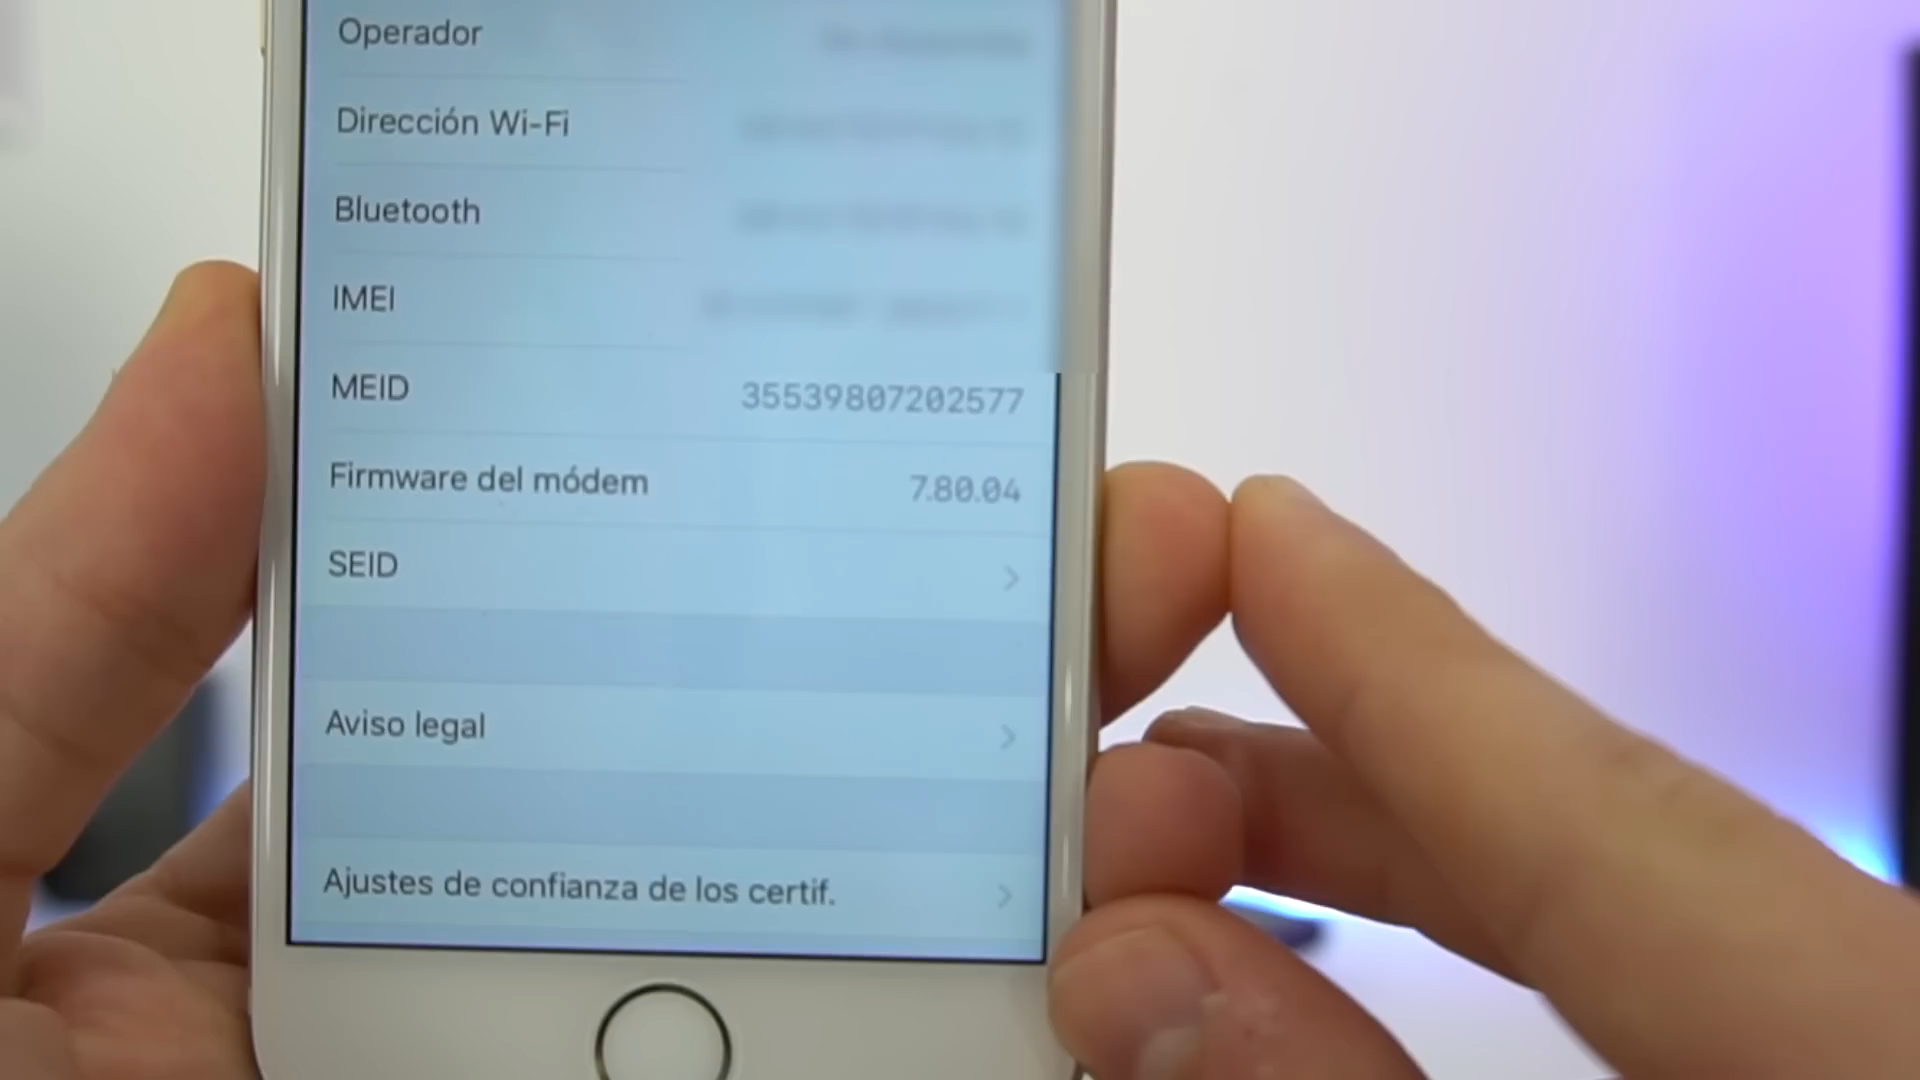 Operador
Dirección Wi-Fi
Bluetooth
IMEI
MEID 35539807202577
Firmware del módem 7.80.04
SEID
Aviso legal
Ajustes de confianza de los certif.